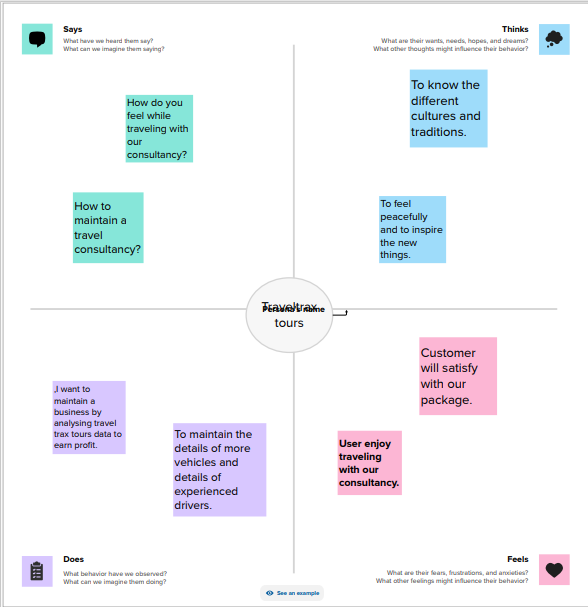 Says
What have we heard them say?
What can we imagine them saying?
Thinks
What are their wants, needs, hopes, and dreams?
What other thoughts might influence their behavior?
How do you
feel while
traveling with
our
consultancy?
How to
maintain a
travel
consultancy?
To know the
different
cultures and
traditions.
To feel
peacefully
and to inspire
the new
things.
Traveltrax
tours
Persona's name
,I want to
maintain a
business by
analysing travel
trax tours data to
earn profit.
To maintain the
details of more
vehicles and
details of
experienced
drivers.
Customer
will satisfy
with our
package.
User enjoy
traveling
with our
consultancy.
Does
What behavior have we observed?
What can we imagine them doing?
Feels
What are their fears, frustrations, and anxieties?
What other feelings might influence their behavior?
See an example